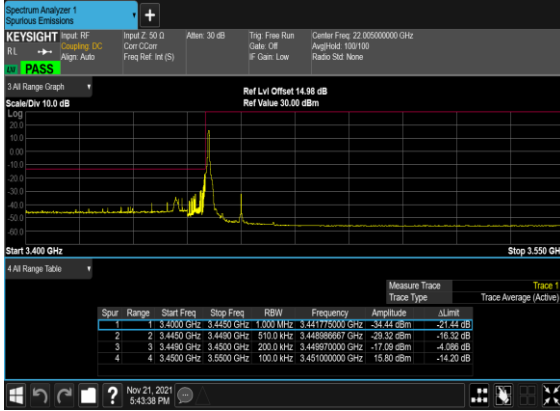 Spectrum Analyzer 1
Spurious Emissions
+
KEYSIGHT Input: RF Input Z: 50 Ω Atten: 30 dB Trig: Free Run Center Freq: 22.005000000 GHz
RL Coupling: DC Corr CCorr Gate: Off Avg|Hold: 100/100
Align: Auto Freq Ref: Int (S) IF Gain: Low Radio Std: None
PASS
3 All Range Graph Ref Lvl Offset 14.98 dB
Scale/Div 10.0 dB Ref Value 30.00 dBm
Log
20.0
10.0
0.00
-10.0
-20.0
-30.0
-40.0
-50.0
-60.0
Start 3.400 GHz Stop 3.550 GH
4 All Range Table
Measure Trace Trace 1
Trace Type Trace Average (Active)
Spur Range Start Freq Stop Freq RBW Frequency Amplitude ΔLimit
1 1 3.4000 GHz 3.4450 GHz 1.000 MHz 3.441775000 GHz -34.44 dBm -21.44 dB
2 2 3.4450 GHz 3.4490 GHz 510.0 kHz 3.448986667 GHz -29.32 dBm -16.32 dB
3 3 3.4490 GHz 3.4500 GHz 200.0 kHz 3.449970000 GHz -17.09 dBm -4.086 dB
4 4 3.4500 GHz 3.5500 GHz 100.0 kHz 3.451000000 GHz 15.80 dBm -14.20 dB
? Nov 21, 2021
5:43:38 PM